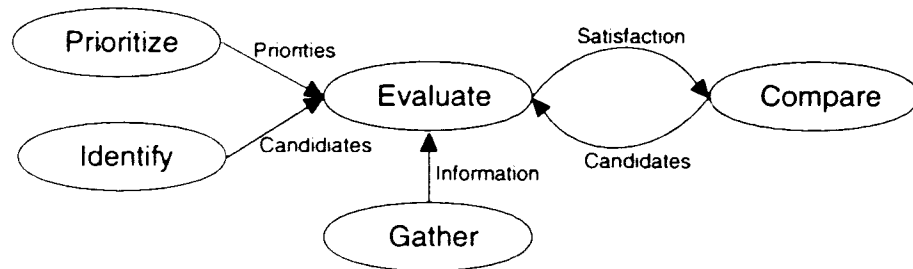 Prioritize
Priorities
Satisfaction
Evaluate
Compare
Identify
Candidiates
Candidates
Information
Gather